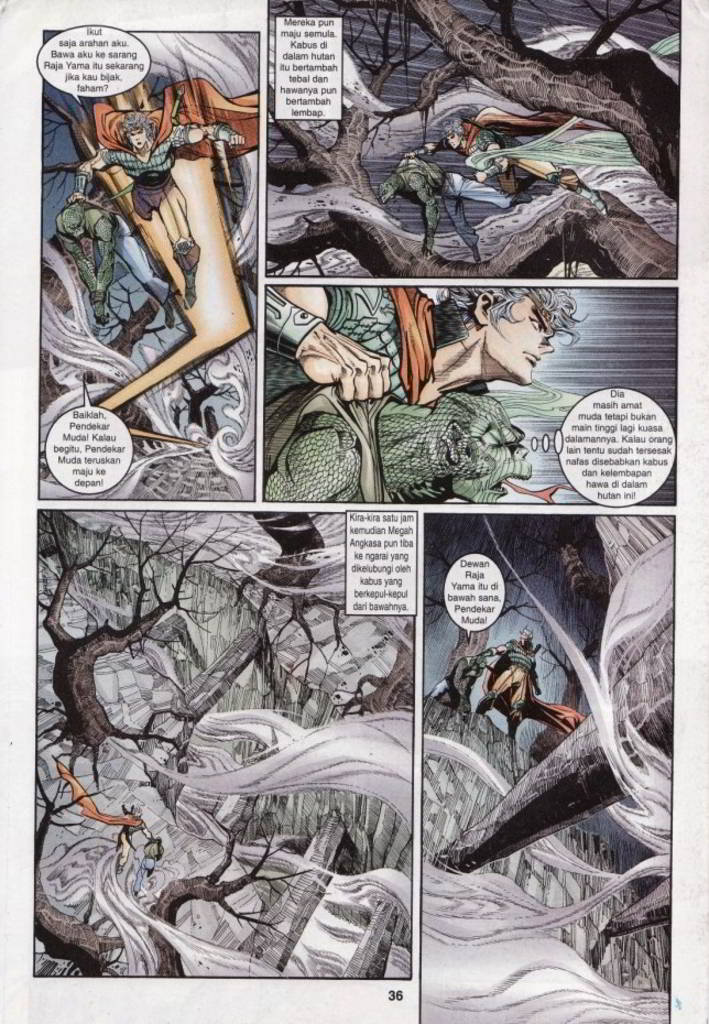 Ikut
saja arahan aku.
Bawa aku ke sarang
Raja Yama itu sekarang
jika kau bijak,
faham?
Baiklah,
Pendekar
Muda! Kalau
begitu, Pendekar
Muda teruskan
maju ke
depan!
Mereka pun
maju semula.
Kabus di
dalam hutan
itu bertambah
tebal dan
hawanya pun
bertambah
lembap.
Dia
masih amat
muda tetapi bukan
main tinggi lagi kuasa
dalamannya. Kalau orang
lain tentu sudah tersesak
nafas disebabkan kabus
dan kelembapan
hawa di dalam
hutan ini!
Kira-kira satu jam
kemudian Megah
Angkasa pun tiba
ke ngarai yang
dikelubungi oleh
kabus yang
berkepul-kepul
dari bawahnya.
Dewan
Raja
Yama itu di
bawah sana,
Pendekar
Muda!
36